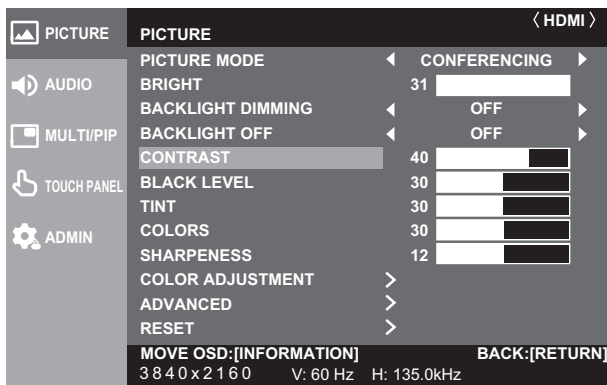 PICTURE
AUDIO
MULTI/PIP
TOUCH PANEL
ADMIN
PICTURE 〈 HDMI 〉
PICTURE MODE CONFERENCING
BRIGHT 31
BACKLIGHT DIMMING OFF
BACKLIGHT OFF OFF
CONTRAST 40
BLACK LEVEL 30
TINT 30
COLORS 30
SHARPENESS 12
COLOR ADJUSTMENT
ADVANCED
RESET
MOVE OSD:[INFORMATION] BACK:[RETURN]
3840x2160 V: 60 Hz H: 135.0kHz